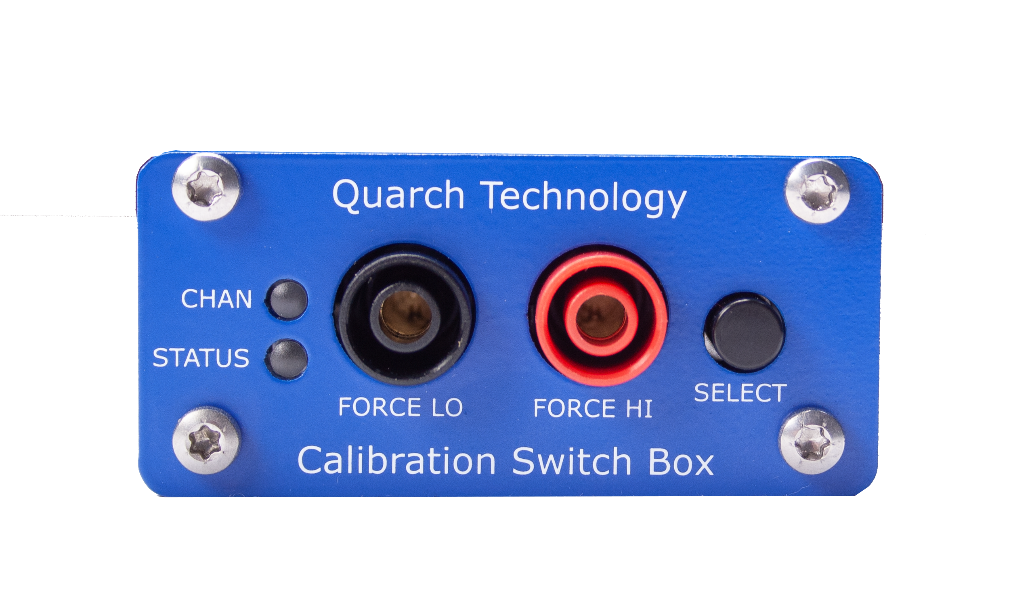 Quarch Technology
CHAN
STATUS
FORCE LO
FORCE HI
SELECT
Calibration Switch Box